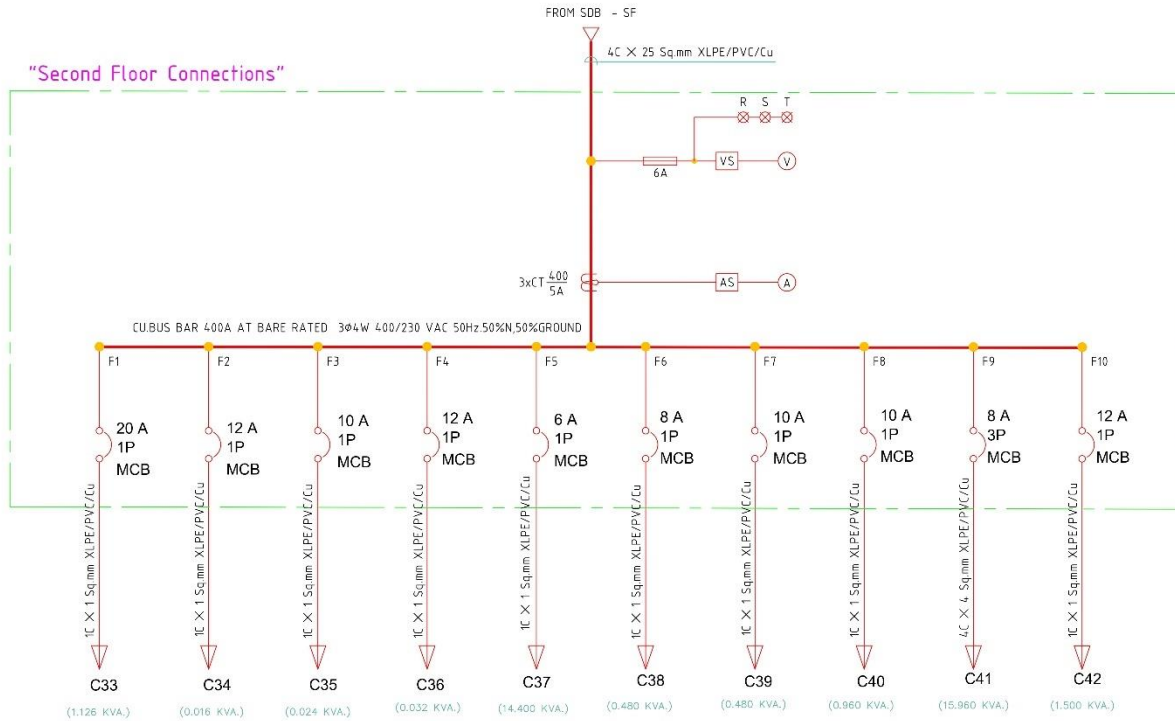 FROM SDB - SF
4C X 25 Sq.mm XLPE/PVC/Cu
"Second Floor Connections"
R S T
6A
VS
V
3xCT 400
5A
AS
A
CU.BUS BAR 400A AT BARE RATED 3Φ4W 400/230 VAC 50Hz.50%N,50%GROUND
F1 F2 F3 F4 F5 F6 F7 F8 F9 F10
20 A 12 A 10 A 12 A 6 A 8 A 10 A 10 A 8 A 12 A
1P 1P 1P 1P 1P 1P 1P 1P 3P 1P
MCB MCB MCB MCB MCB MCB MCB MCB MCB MCB
1C X 1 Sq.mm XLPE/PVC/Cu
1C X 1 Sq.mm XLPE/PVC/Cu
1C X 1 Sq.mm XLPE/PVC/Cu
1C X 1 Sq.mm XLPE/PVC/Cu
1C X 1 Sq.mm XLPE/PVC/Cu
1C X 1 Sq.mm XLPE/PVC/Cu
1C X 1 Sq.mm XLPE/PVC/Cu
1C X 1 Sq.mm XLPE/PVC/Cu
4C X 4 Sq.mm XLPE/PVC/Cu
1C X 1 Sq.mm XLPE/PVC/Cu
C33 C34 C35 C36 C37 C38 C39 C40 C41 C42
(1.126 KVA.) (0.016 KVA.) (0.024 KVA.) (0.032 KVA.) (14.400 KVA.) (0.480 KVA.) (0.480 KVA.) (0.960 KVA.) (15.960 KVA.) (1.500 KVA.)